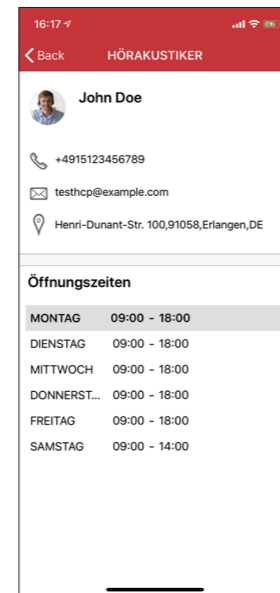 16:17
Back HÖRAKUSTIKER
John Doe
+4915123456789
testhcp@example.com
Henri-Dunant-Str. 100,91058,Erlangen,DE
Öffnungszeiten
MONTAG 09:00 - 18:00
DIENSTAG 09:00 - 18:00
MITTWOCH 09:00 - 18:00
DONNERST... 09:00 - 18:00
FREITAG 09:00 - 18:00
SAMSTAG 09:00 - 14:00